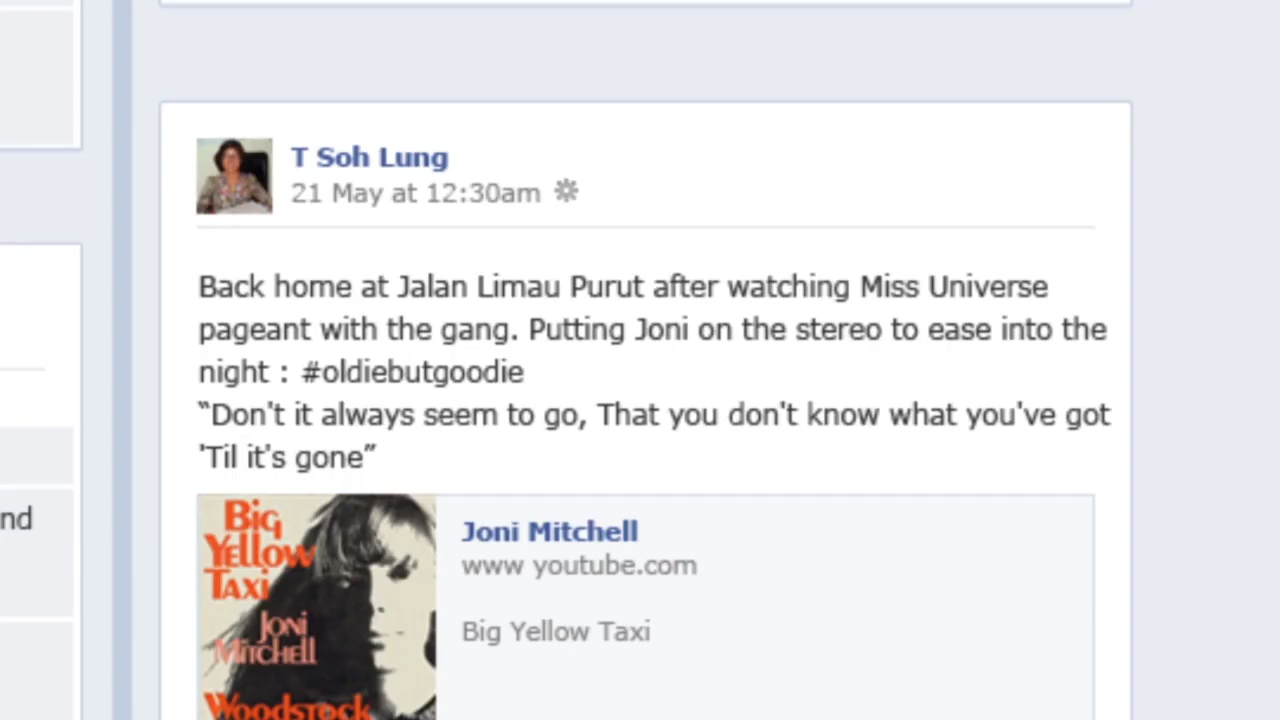 T Soh Lung
21 May at 12:30am
Back home at Jalan Limau Purut after watching Miss Universe
pageant with the gang. Putting Joni on the stereo to ease into the
night : #oldiebutgoodie
“Don't it always seem to go, That you don't know what you've got
'Til it's gone”
nd
Big
Yellow
Taxi
Joni
Mitchell
Woodstock
Joni Mitchell
www youtube.com
Big Yellow Taxi